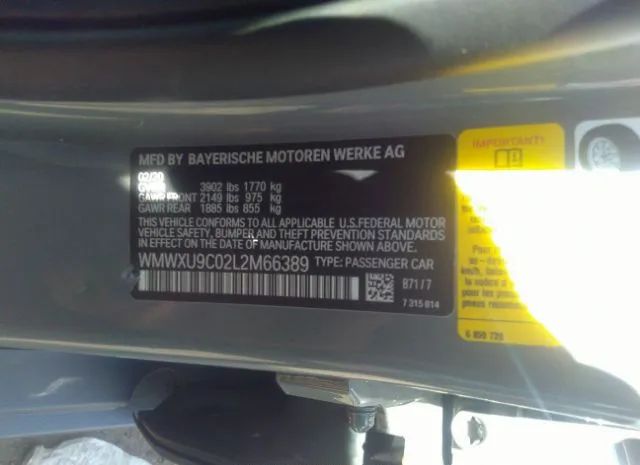 MFD BY BAYERISCHE MOTOREN WERKE AG
02/20
GVWR 3902 lbs 1770 kg
GAWR FRONT 2149 lbs 975 kg
GAWR REAR 1885 lbs 855 kg
THIS VEHICLE CONFORMS TO ALL APPLICABLE U.S.FEDERAL MOTOR
VEHICLE SAFETY, BUMPER AND THEFT PREVENTION STANDARDS
IN EFFECT ON THE DATE OF MANUFACTURE SHOWN ABOVE.
WMWXU9C02L2M66389 TYPE: PASSENGER CAR
B71/7
7 315 814
IMPORTANT!
6 850 720